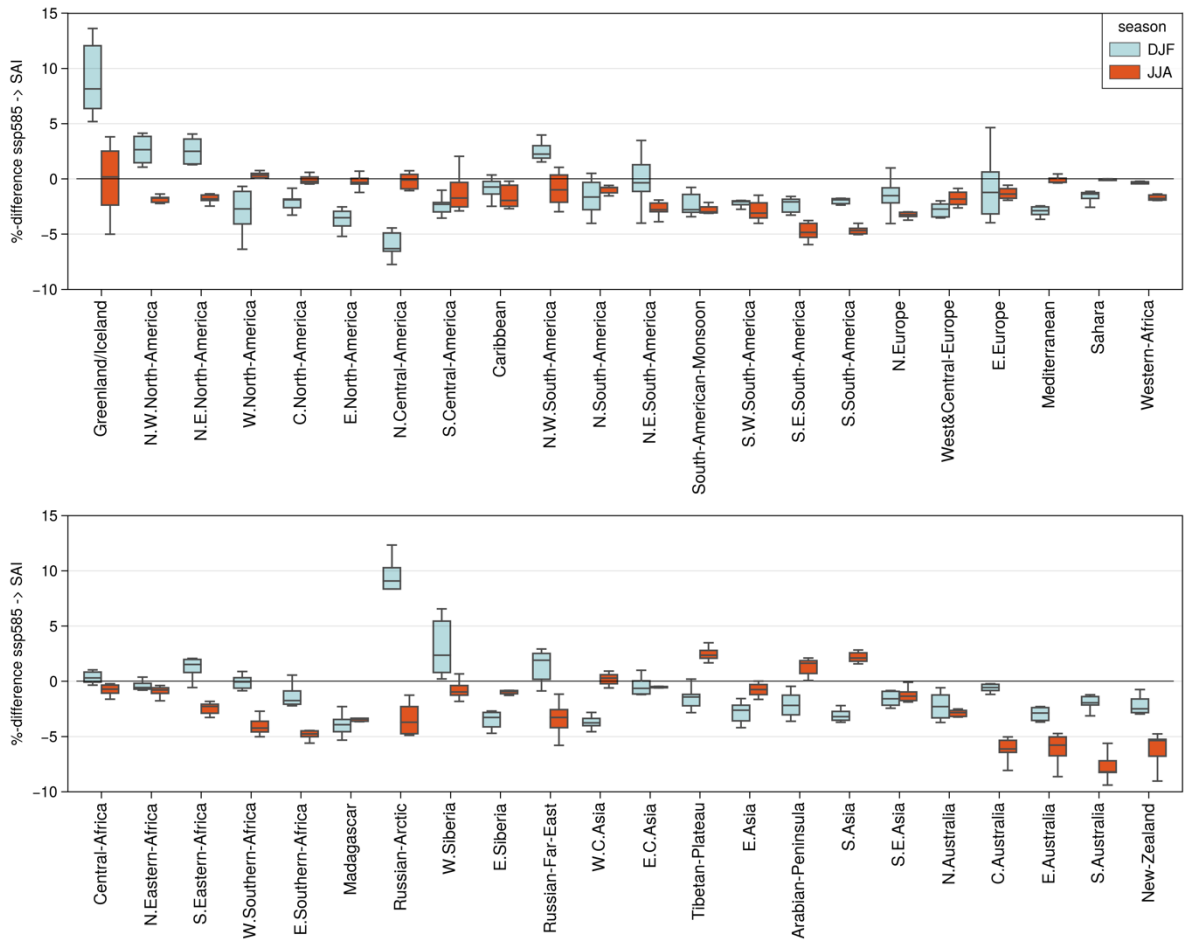 15
10
5
0
−5
−10
%-difference ssp585 -> SAI
season
DJF
JJA
Greenland/Iceland
N.W.North-America
N.E.North-America
W.North-America
C.North-America
E.North-America
N.Central-America
S.Central-America
Caribbean
N.W.South-America
N.South-America
N.E.South-America
South-American-Monsoon
S.W.South-America
S.E.South-America
S.South-America
N.Europe
West&Central-Europe
E.Europe
Mediterranean
Sahara
Western-Africa
15
10
5
0
−5
−10
%-difference ssp585 -> SAI
Central-Africa
N.Eastern-Africa
S.Eastern-Africa
W.Southern-Africa
E.Southern-Africa
Madagascar
Russian-Arctic
W.Siberia
E.Siberia
Russian-Far-East
W.C.Asia
E.C.Asia
Tibetan-Plateau
E.Asia
Arabian-Peninsula
S.Asia
S.E.Asia
N.Australia
C.Australia
E.Australia
S.Australia
New-Zealand